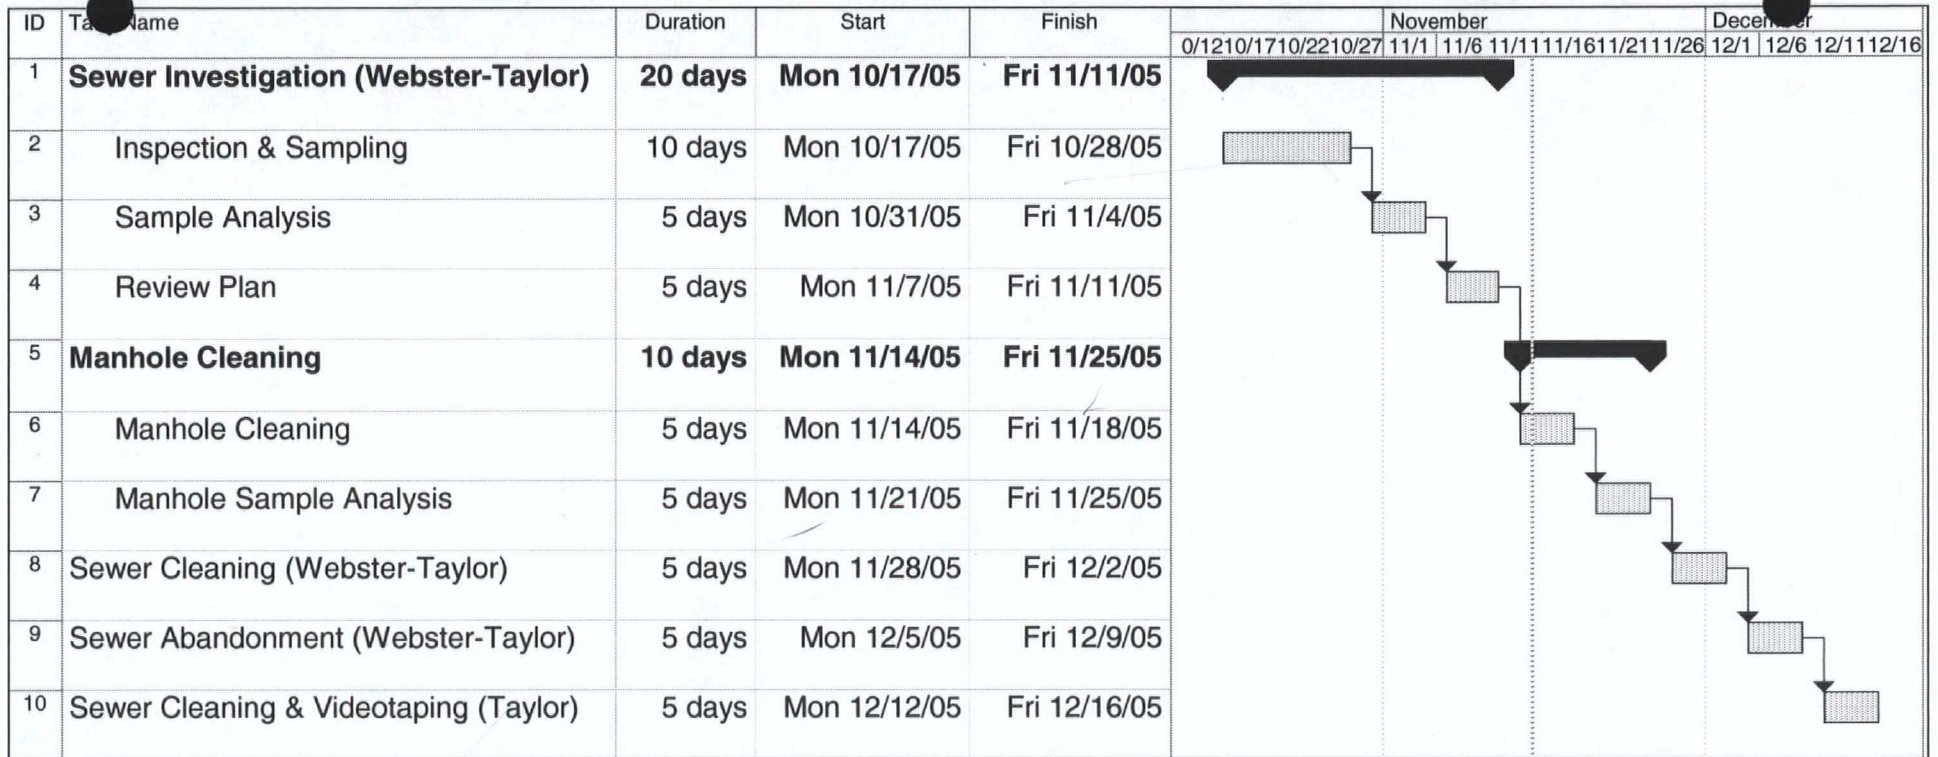 ID Name Duration Start Finish November
0/12 10/17 10/22 10/27 11/1 11/6 11/11 11/16 11/21 11/26 12/1 12/6 12/11 12/16
1 Sewer Investigation (Webster-Taylor) 20 days Mon 10/17/05 Fri 11/11/05
2 Inspection & Sampling 10 days Mon 10/17/05 Fri 10/28/05
3 Sample Analysis 5 days Mon 10/31/05 Fri 11/4/05
4 Review Plan 5 days Mon 11/7/05 Fri 11/11/05
5 Manhole Cleaning 10 days Mon 11/14/05 Fri 11/25/05
6 Manhole Cleaning 5 days Mon 11/14/05 Fri 11/18/05
7 Manhole Sample Analysis 5 days Mon 11/21/05 Fri 11/25/05
8 Sewer Cleaning (Webster-Taylor) 5 days Mon 11/28/05 Fri 12/2/05
9 Sewer Abandonment (Webster-Taylor) 5 days Mon 12/5/05 Fri 12/9/05
10 Sewer Cleaning & Videotaping (Taylor) 5 days Mon 12/12/05 Fri 12/16/05